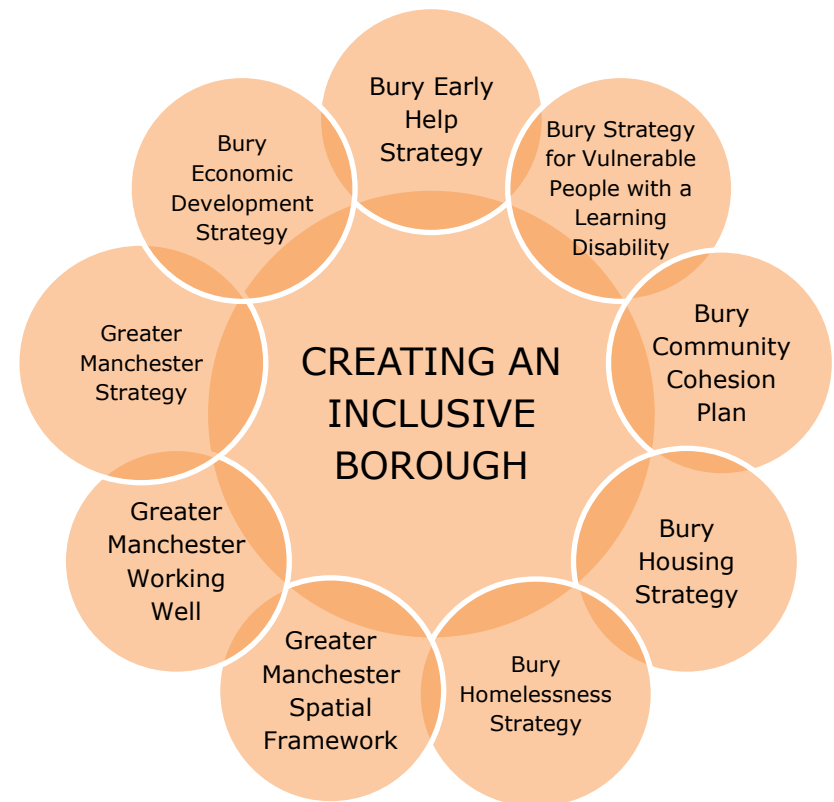 Bury Early
Help
Strategy
Bury Strategy
for Vulnerable
People with a
Learning
Disability
Bury
Community
Cohesion
Plan
Bury
Housing
Strategy
Bury
Homelessness
Strategy
Greater
Manchester
Spatial
Framework
Greater
Manchester
Working
Well
Greater
Manchester
Strategy
Bury
Economic
Development
Strategy
CREATING AN
INCLUSIVE
BOROUGH